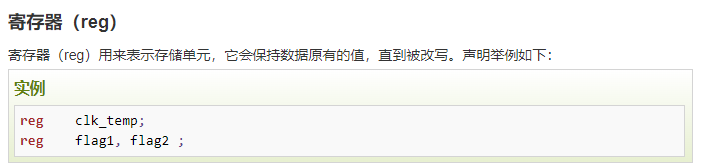 寄存器（reg）
寄存器（reg）用来表示存储单元，它会保持数据原有的值，直到被改写。声明举例如下：
实例
reg    clk_temp;
reg    flag1, flag2 ;